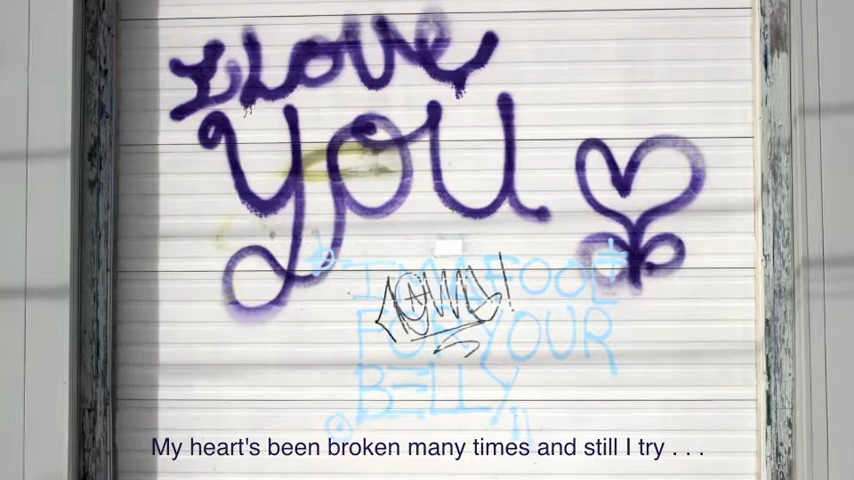 I Love
You
I'M A FOOL
FOR YOUR
BELLY
My heart's been broken many times and still I try . . .